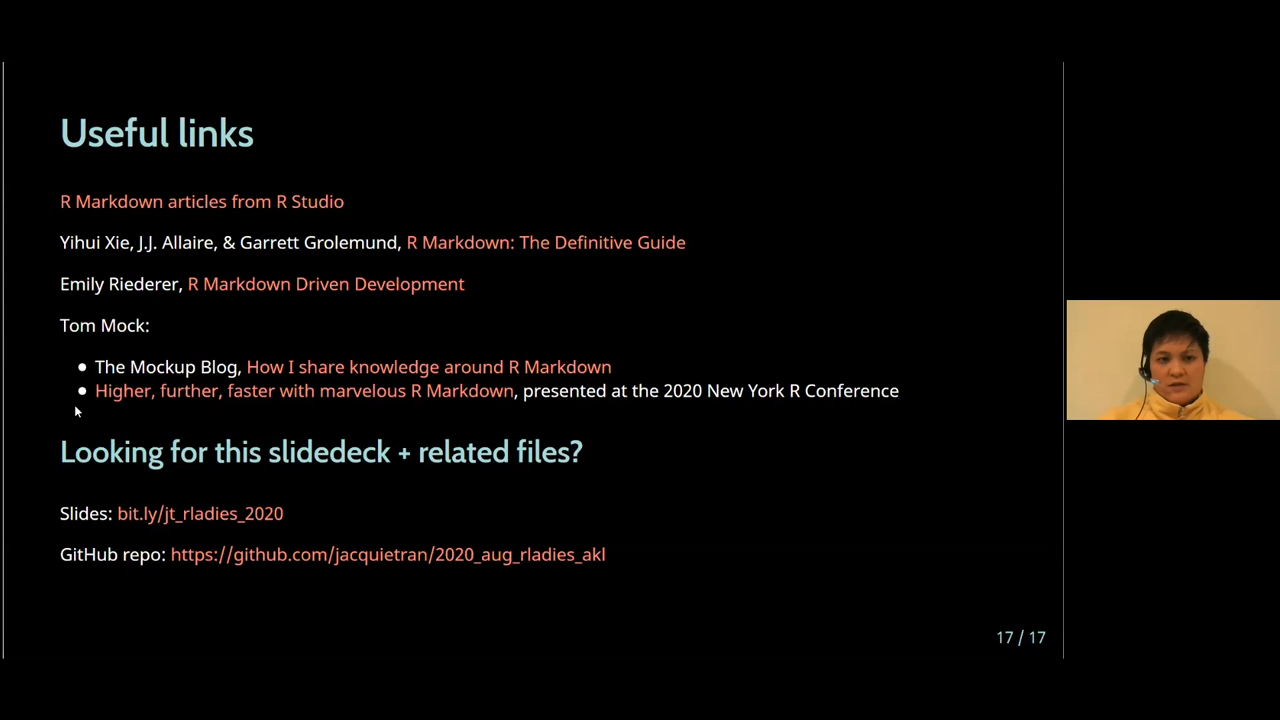 Useful links
R Markdown articles from R Studio
Yihui Xie, J.J. Allaire, & Garrett Grolemund, R Markdown: The Definitive Guide
Emily Riederer, R Markdown Driven Development
Tom Mock:
● The Mockup Blog, How I share knowledge around R Markdown
● Higher, further, faster with marvelous R Markdown, presented at the 2020 New York R Conference
Looking for this slidedeck + related files?
Slides: bit.ly/jt_rladies_2020
GitHub repo: https://github.com/jacquietran/2020_aug_rladies_akl
17 / 17